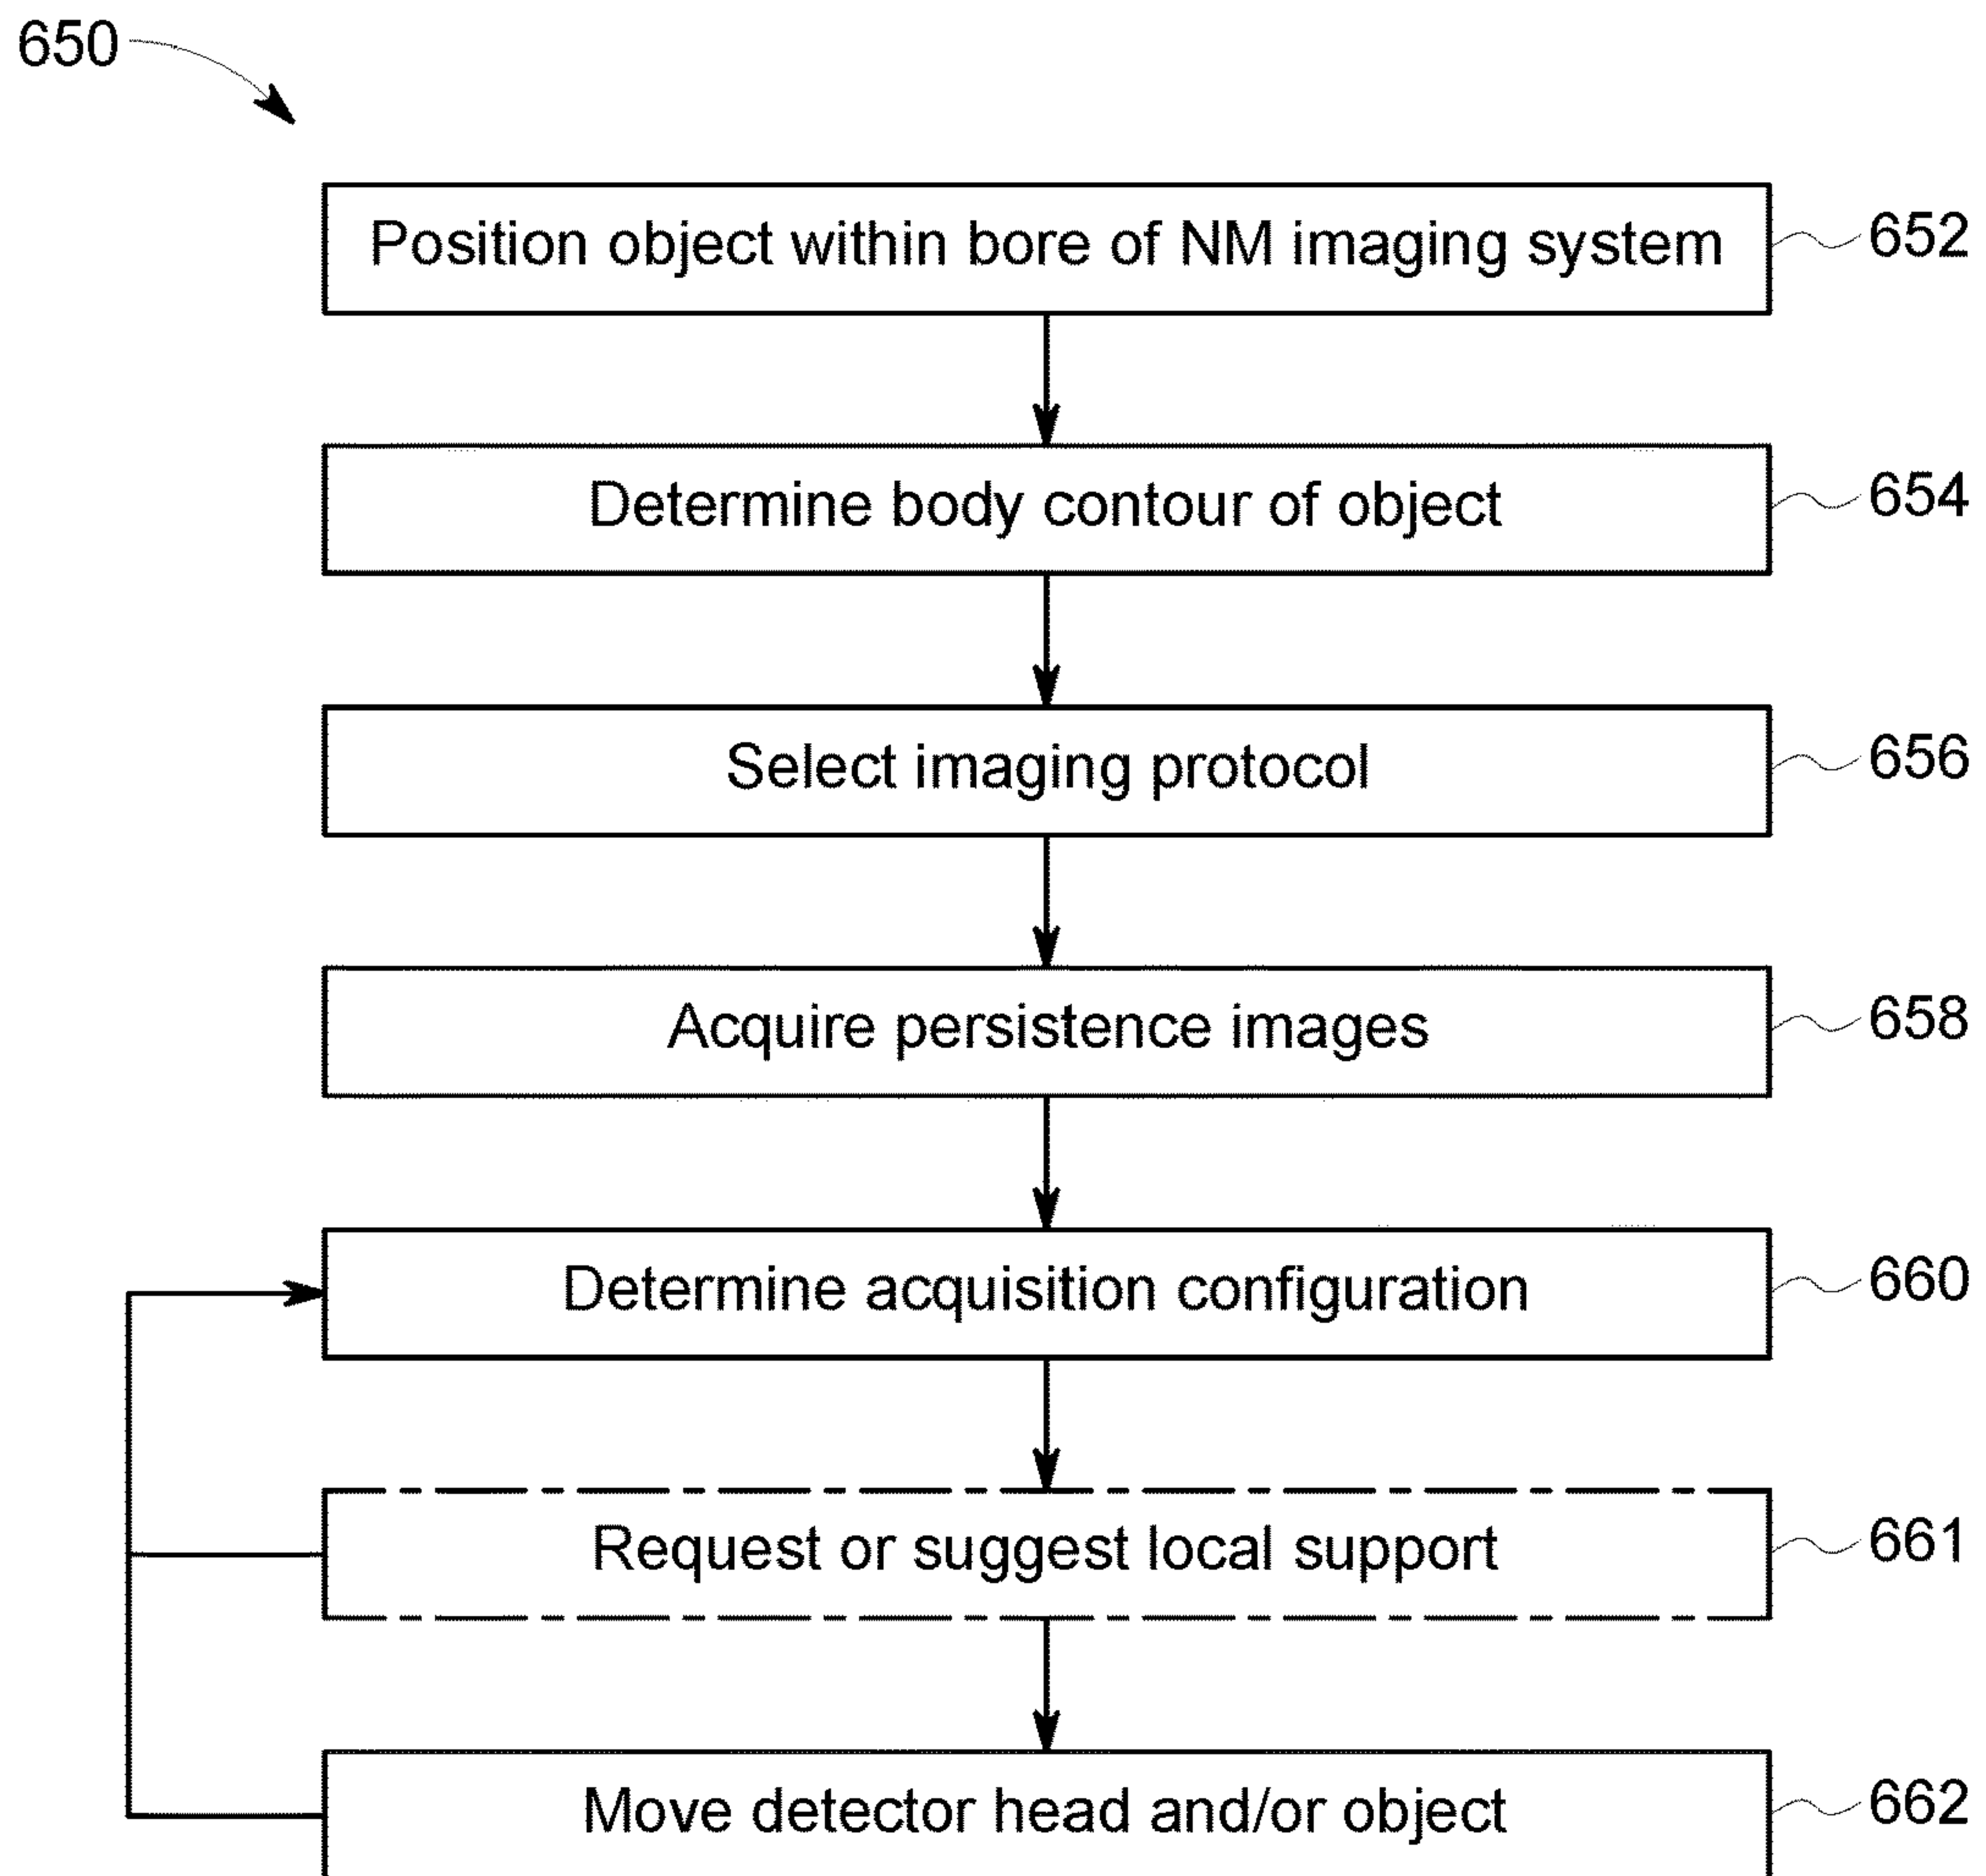 650
Position object within bore of NM imaging system 652
Determine body contour of object 654
Select imaging protocol 656
Acquire persistence images 658
Determine acquisition configuration 660
Request or suggest local support 661
Move detector head and/or object 662